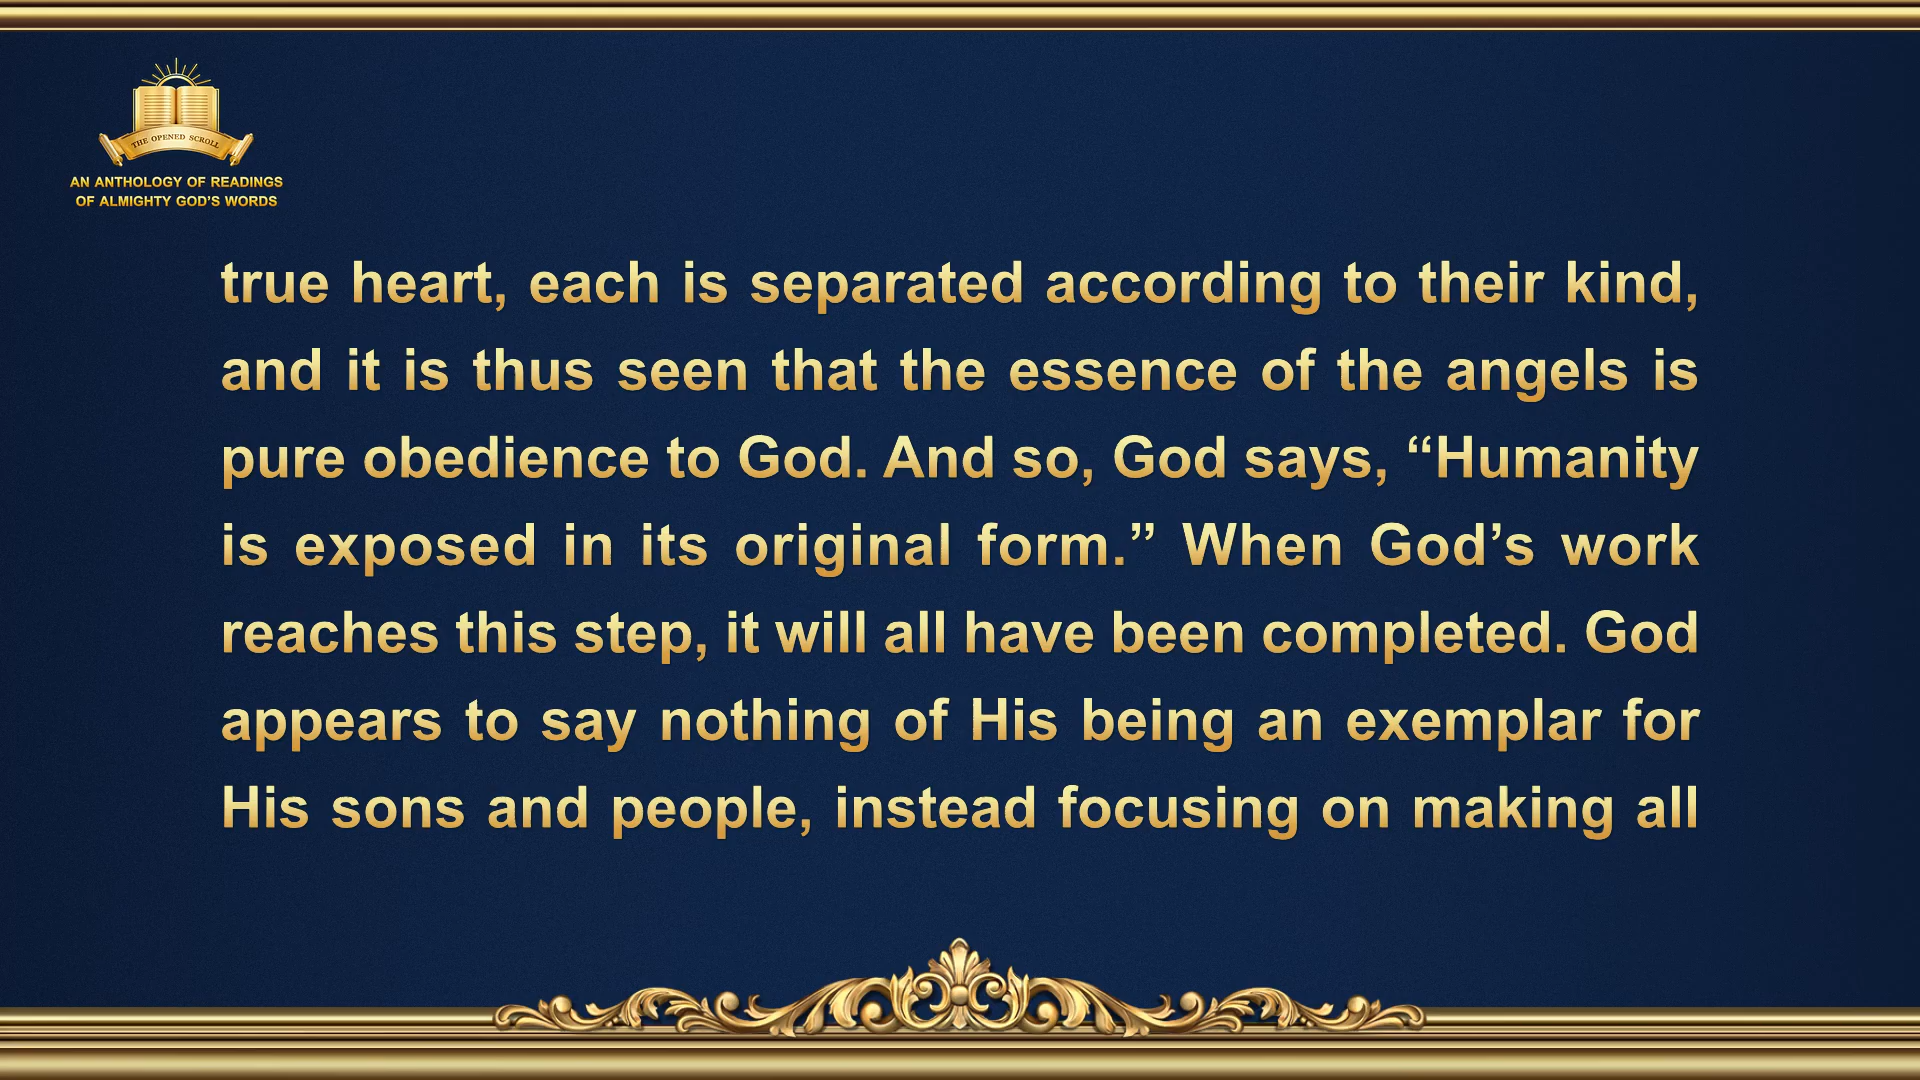 THE OPENED SCROLL
AN ANTHOLOGY OF READINGS
OF ALMIGHTY GOD’S WORDS
true heart, each is separated according to their kind,
and it is thus seen that the essence of the angels is
pure obedience to God. And so, God says, “Humanity
is exposed in its original form.” When God’s work
reaches this step, it will all have been completed. God
appears to say nothing of His being an exemplar for
His sons and people, instead focusing on making all